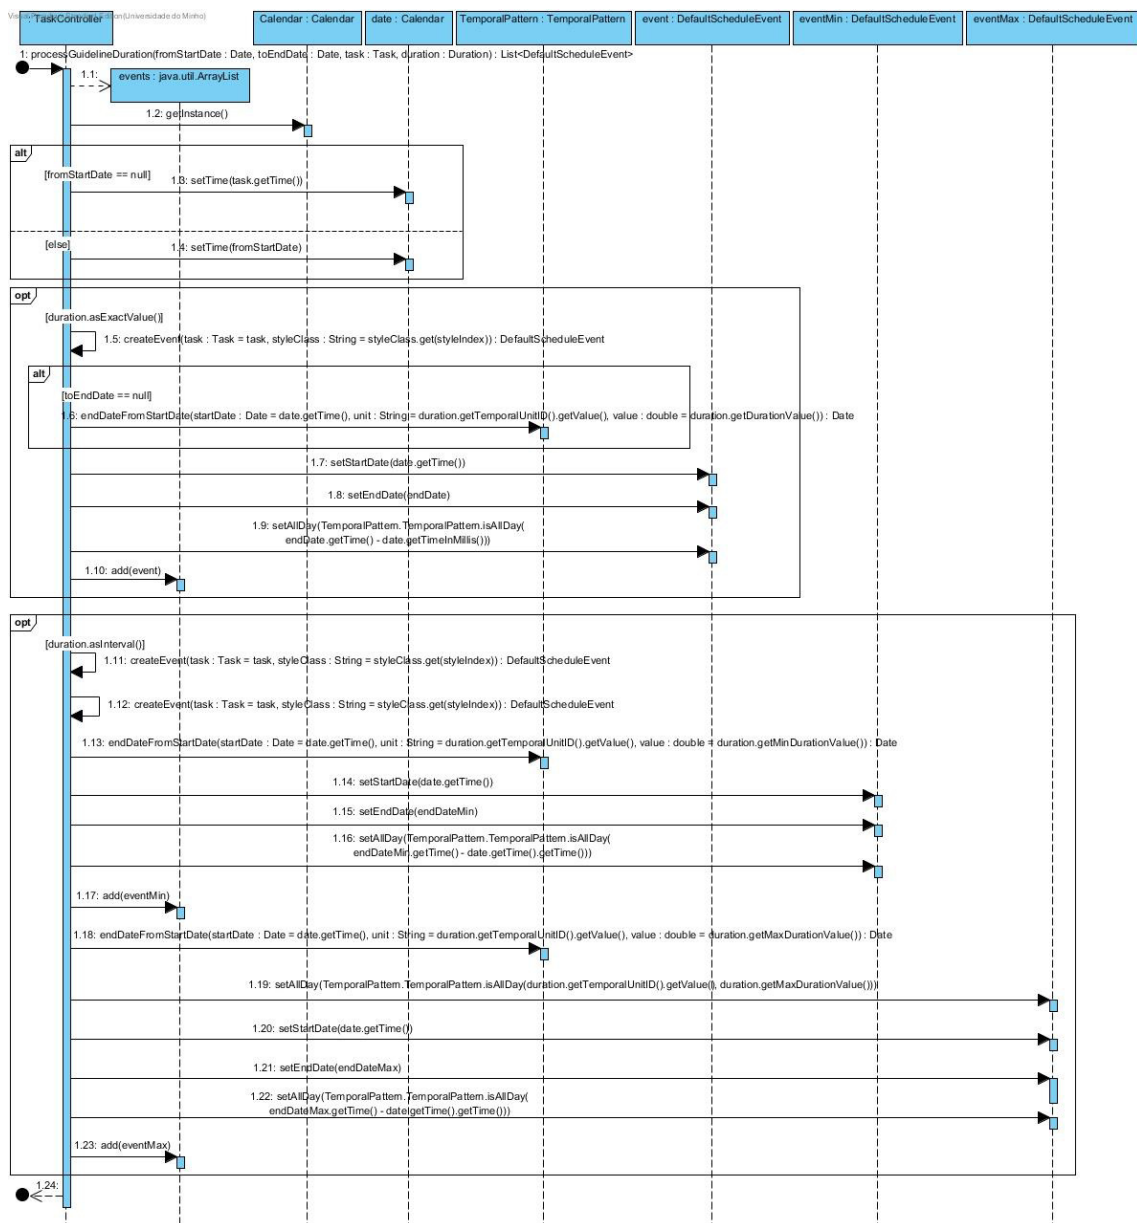 TaskController
Calendar : Calendar
date : Calendar
TemporalPattern : TemporalPattern
event : DefaultScheduleEvent
eventMin : DefaultScheduleEvent
eventMax : DefaultScheduleEvent
(Universidade do Minho)
1: processGuidelineDuration(fromStartDate : Date, toEndDate : Date, task : Task, duration : Duration) : List<DefaultScheduleEvent>
1.1:
events : java.util.ArrayList
1.2: getInstance()
alt
[fromStartDate == null]
1.3: setTime(task.getTime())
[else]
1.4: setTime(fromStartDate)
opt
[duration.asExactValue()]
1.5: createEvent(task : Task = task, styleClass : String = styleClass.get(styleIndex)) : DefaultScheduleEvent
alt
[toEndDate == null]
1.6: endDateFromStartDate(startDate : Date = date.getTime(), unit : String = duration.getTemporalUnitID().getValue(), value : double = duration.getDurationValue()) : Date
1.7: setStartDate(date.getTime())
1.8: setEndDate(endDate)
1.9: setAllDay(TemporalPattern.TemporalPattern.isAllDay(
endDate.getTime() - date.getTimeInMillis()))
1.10: add(event)
opt
[duration.asInterval()]
1.11: createEvent(task : Task = task, styleClass : String = styleClass.get(styleIndex)) : DefaultScheduleEvent
1.12: createEvent(task : Task = task, styleClass : String = styleClass.get(styleIndex)) : DefaultScheduleEvent
1.13: endDateFromStartDate(startDate : Date = date.getTime(), unit : String = duration.getTemporalUnitID().getValue(), value : double = duration.getMinDurationValue()) : Date
1.14: setStartDate(date.getTime())
1.15: setEndDate(endDateMin)
1.16: setAllDay(TemporalPattern.TemporalPattern.isAllDay(
endDateMin.getTime() - date.getTime().getTime()))
1.17: add(eventMin)
1.18: endDateFromStartDate(startDate : Date = date.getTime(), unit : String = duration.getTemporalUnitID().getValue(), value : double = duration.getMaxDurationValue()) : Date
1.19: setAllDay(TemporalPattern.TemporalPattern.isAllDay(duration.getTemporalUnitID().getValue(), duration.getMaxDurationValue()))
1.20: setStartDate(date.getTime())
1.21: setEndDate(endDateMax)
1.22: setAllDay(TemporalPattern.TemporalPattern.isAllDay(
endDateMax.getTime() - date.getTime().getTime()))
1.23: add(eventMax)
1.24: